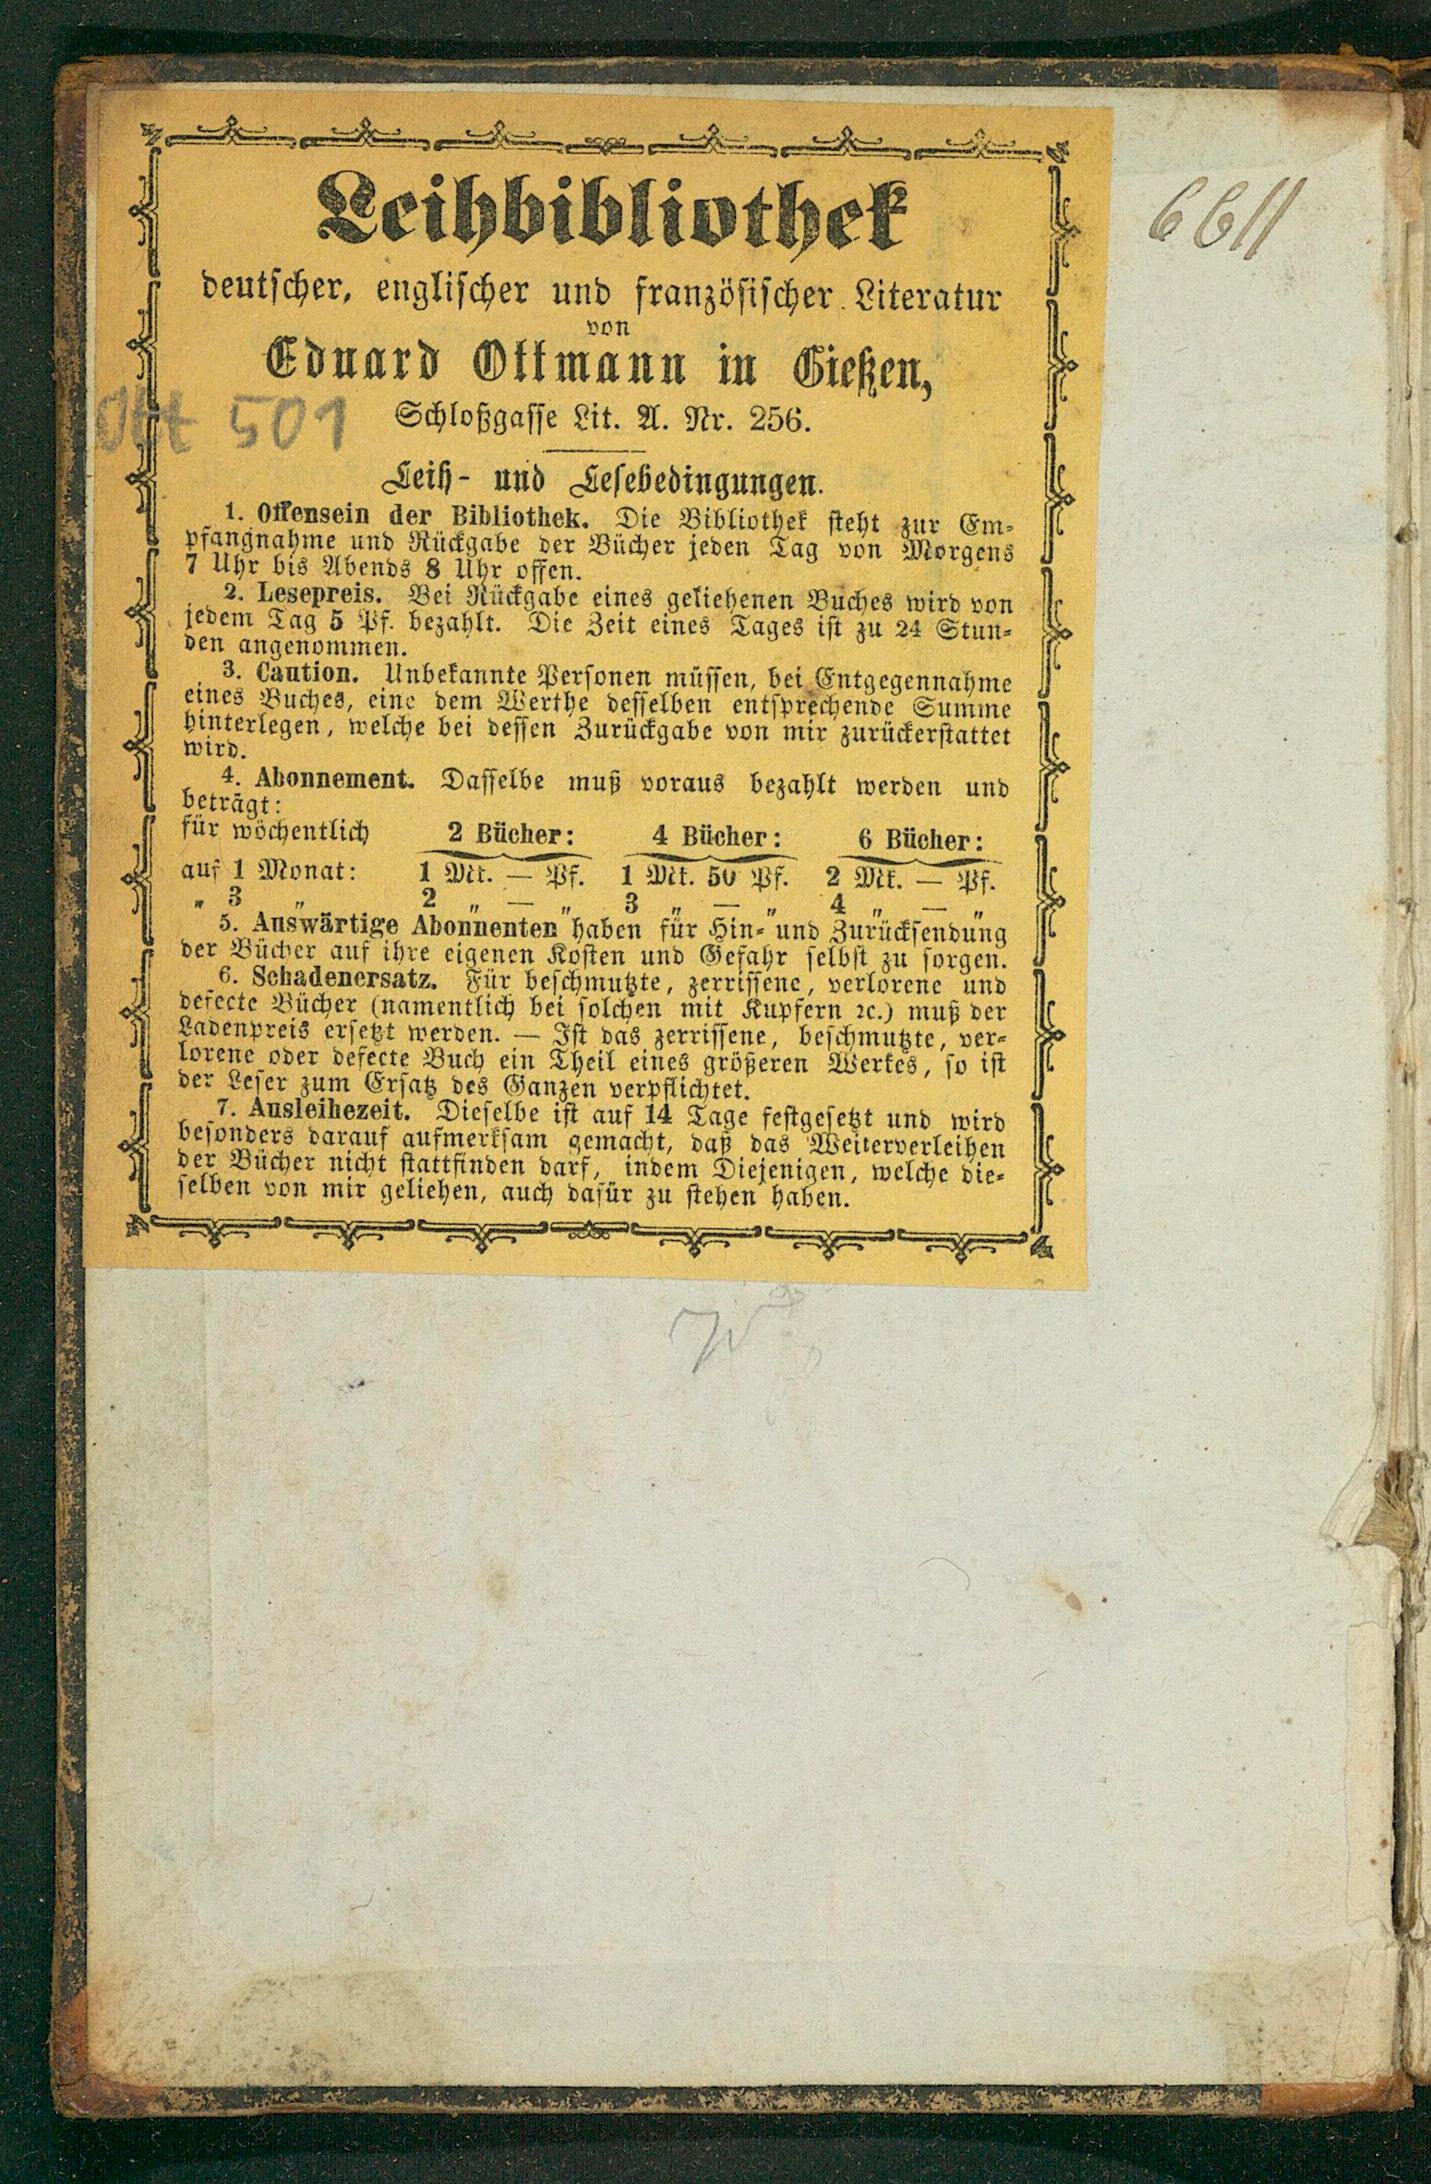 Leihbibliothek
deutscher, englischer und französischer Literatur
von
Eduard Ottmann in Gießen,
Schloßgasse Lit. A. Nr. 256.
Ott 501
6611
Leih- und Lesebedingungen.
1. Offensein der Bibliothek. Die Bibliothek steht zur Em-
pfangnahme und Rückgabe der Bücher jeden Tag von Morgens
7 Uhr bis Abends 8 Uhr offen.
2. Lesepreis. Bei Rückgabe eines geliehenen Buches wird von
jedem Tag 5 Pf. bezahlt. Die Zeit eines Tages ist zu 24 Stun-
den angenommen.
3. Caution. Unbekannte Personen müssen, bei Entgegennahme
eines Buches, eine dem Werthe desselben entsprechende Summe
hinterlegen, welche bei dessen Zurückgabe von mir zurückerstattet
wird.
4. Abonnement. Dasselbe muß voraus bezahlt werden und
beträgt:
für wöchentlich 2 Bücher: 4 Bücher: 6 Bücher:
auf 1 Monat: 1 Mk. — Pf. 1 Mk. 50 Pf. 2 Mk. — Pf.
„ 3 „ 2 „ — „ 3 „ — „ 4 „ — „
5. Auswärtige Abonnenten haben für Hin- und Zurücksendung
der Bücher auf ihre eigenen Kosten und Gefahr selbst zu sorgen.
6. Schadenersatz. Für beschmutzte, zerrissene, verlorene und
defecte Bücher (namentlich bei solchen mit Kupfern ꝛc.) muß der
Ladenpreis ersetzt werden. — Ist das zerrissene, beschmutzte, ver-
lorene oder defecte Buch ein Theil eines größeren Werkes, so ist
der Leser zum Ersatz des Ganzen verpflichtet.
7. Ausleihezeit. Dieselbe ist auf 14 Tage festgesetzt und wird
besonders darauf aufmerksam gemacht, daß das Weiterverleihen
der Bücher nicht stattfinden darf, indem Diejenigen, welche die-
selben von mir geliehen, auch dafür zu stehen haben.